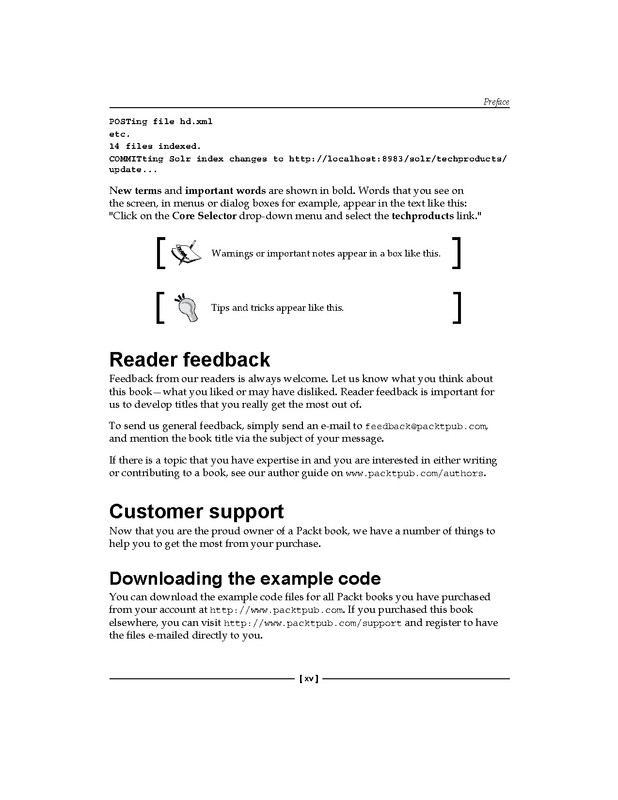 Preface
POSTing file hd.xml
etc.
14 files indexed.
COMMITting Solr index changes to http://localhost:8983/solr/techproducts/
update...
New terms and important words are shown in bold. Words that you see on
the screen, in menus or dialog boxes for example, appear in the text like this:
"Click on the Core Selector drop-down menu and select the techproducts link."
Warnings or important notes appear in a box like this.
Tips and tricks appear like this.
Reader feedback
Feedback from our readers is always welcome. Let us know what you think about
this book—what you liked or may have disliked. Reader feedback is important for
us to develop titles that you really get the most out of.
To send us general feedback, simply send an e-mail to feedback@packtpub.com,
and mention the book title via the subject of your message.
If there is a topic that you have expertise in and you are interested in either writing
or contributing to a book, see our author guide on www.packtpub.com/authors.
Customer support
Now that you are the proud owner of a Packt book, we have a number of things to
help you to get the most from your purchase.
Downloading the example code
You can download the example code files for all Packt books you have purchased
from your account at http://www.packtpub.com. If you purchased this book
elsewhere, you can visit http://www.packtpub.com/support and register to have
the files e-mailed directly to you.
[ xv ]